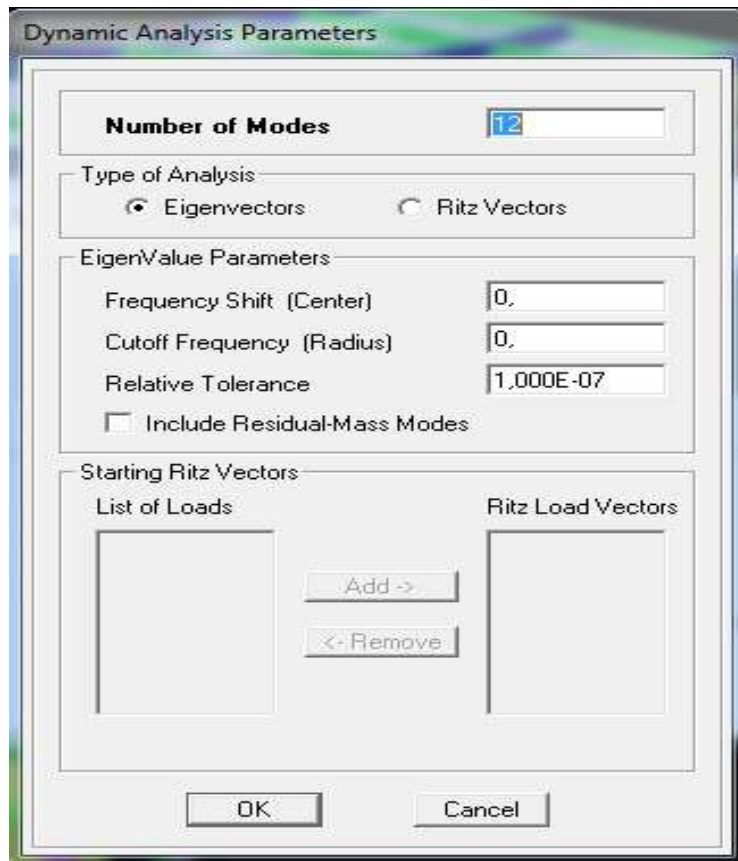 Dynamic Analysis Parameters
Number of Modes 12
Type of Analysis
Eigenvectors Ritz Vectors
EigenValue Parameters
Frequency Shift (Center) 0,
Cutoff Frequency (Radius) 0,
Relative Tolerance 1,000E-07
Include Residual-Mass Modes
Starting Ritz Vectors
List of Loads Ritz Load Vectors
Add ->
<- Remove
OK Cancel